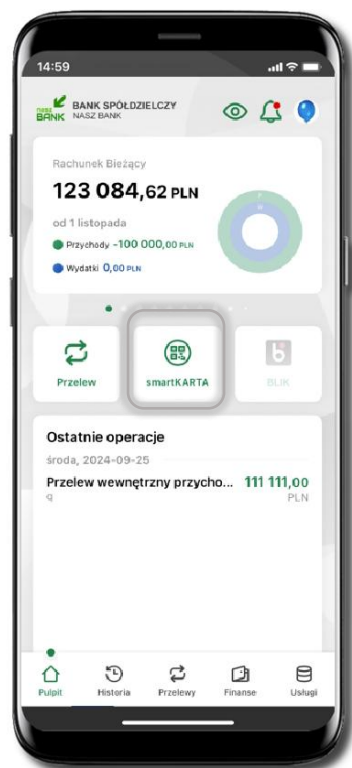 14:59
nasz BANK
BANK SPÓŁDZIELCZY
NASZ BANK
Rachunek Bieżący
123 084,62 PLN
od 1 listopada
Przychody -100 000,00 PLN
Wydatki 0,00 PLN
Przelew
smartKARTA
BLIK
Ostatnie operacje
środa, 2024-09-25
Przelew wewnętrzny przycho... 111 111,00
q PLN
Pulpit Historia Przelewy Finanse Usługi